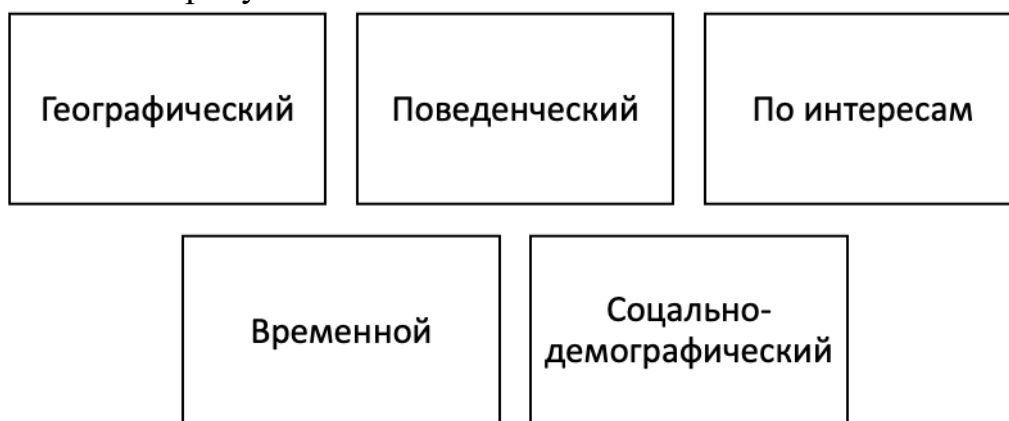 Географический
Поведенческий
По интересам
Временной
Соцально-
демографический